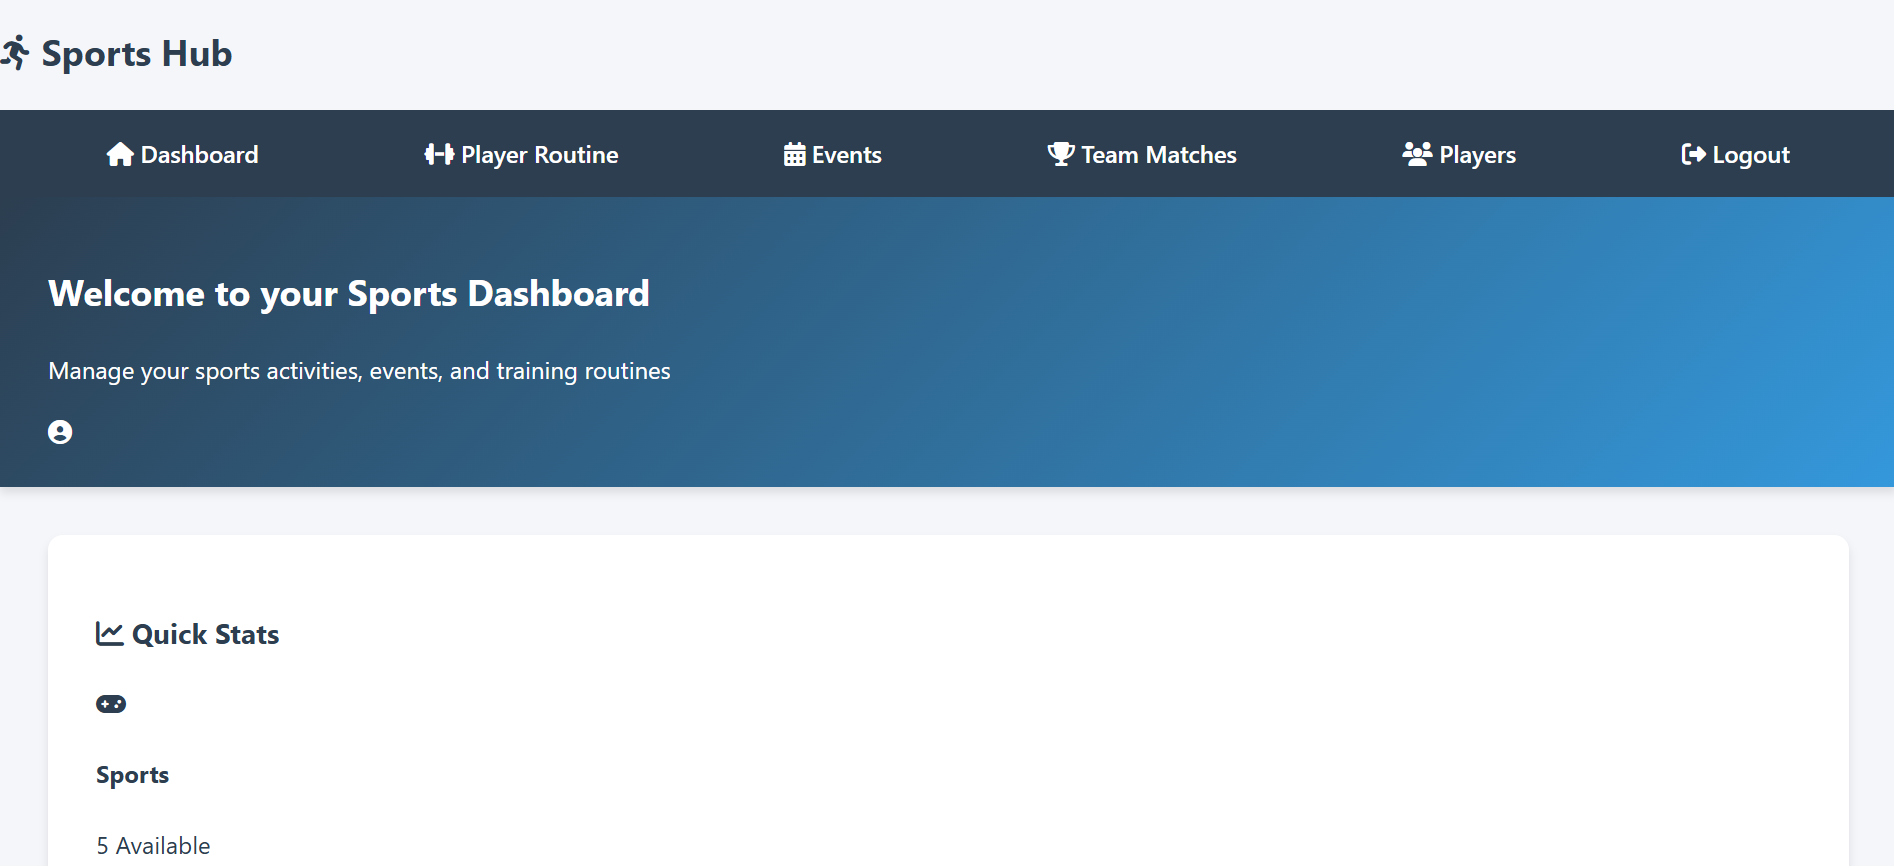 Sports Hub
Dashboard Player Routine Events Team Matches Players Logout
Welcome to your Sports Dashboard
Manage your sports activities, events, and training routines
Quick Stats
Sports
5 Available